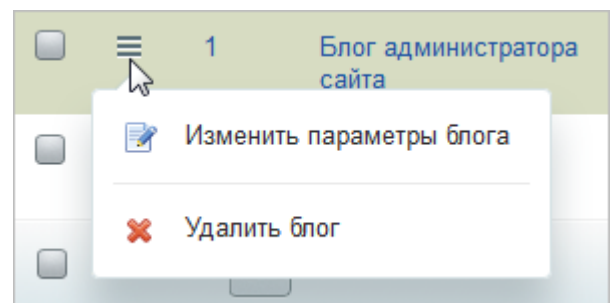 1 Блог администратора
сайта
Изменить параметры блога
Удалить блог